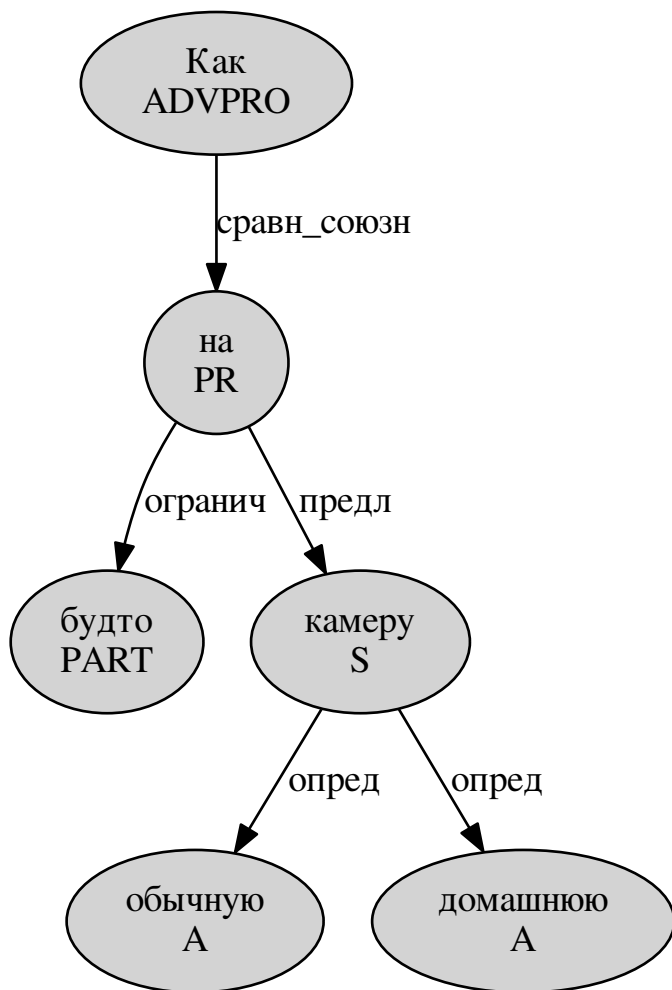 Как
ADVPRO
сравн_союзн
на
PR
огранич
предл
будто
PART
камеру
S
опред
опред
обычную
A
домашнюю
A